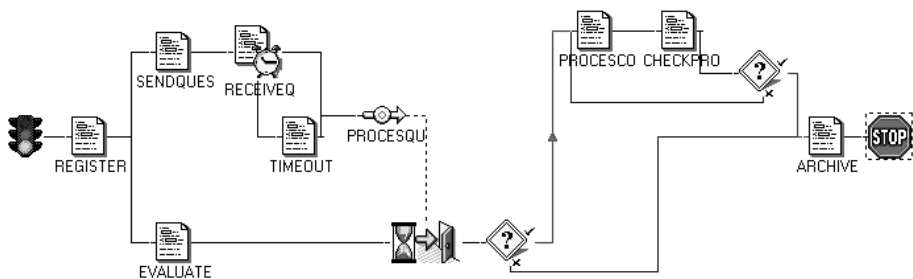 SENDQUES
RECEIVEQ
PROCESCO
CHECKPRO
?
REGISTER
TIMEOUT
PROCESQU
ARCHIVE
STOP
EVALUATE
?